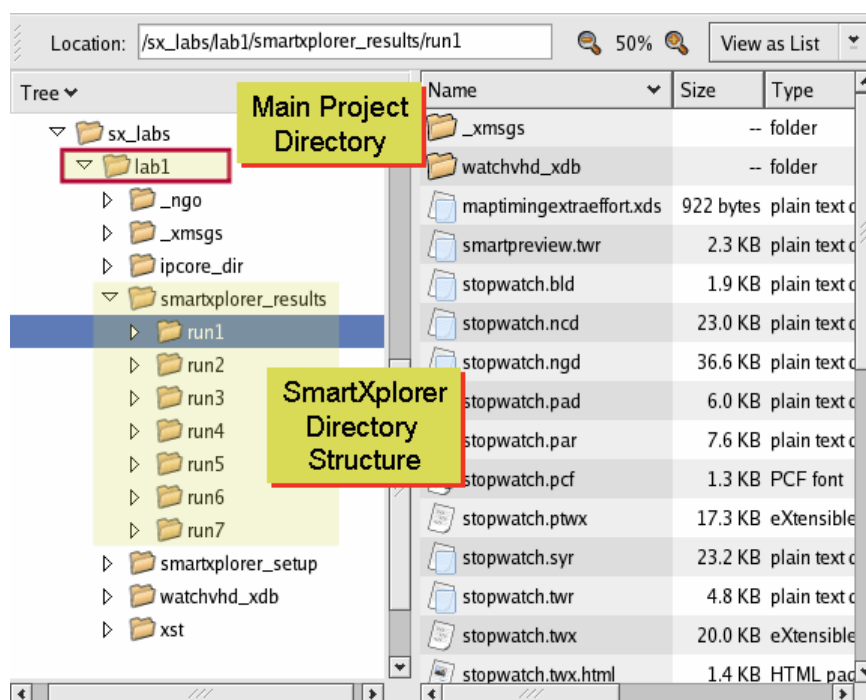 Location: /sx_labs/lab1/smartxplorer_results/run1 50% View as List
Tree
sx_labs
lab1
_ngo
_xmsgs
ipcore_dir
smartxplorer_results
run1
run2
run3
run4
run5
run6
run7
smartxplorer_setup
watchvhd_xdb
xst
Main Project
Directory
SmartXplorer
Directory
Structure
Name Size Type
_xmsgs -- folder
watchvhd_xdb -- folder
maptimingextraeffort.xds 922 bytes plain text
smartpreview.twr 2.3 KB plain text
stopwatch.bld 1.9 KB plain text
stopwatch.ncd 23.0 KB plain text
stopwatch.ngd 36.6 KB plain text
stopwatch.pad 6.0 KB plain text
stopwatch.par 7.6 KB plain text
stopwatch.pcf 1.3 KB PCF font
stopwatch.ptwx 17.3 KB eXtensible
stopwatch.syr 23.2 KB plain text
stopwatch.twr 4.8 KB plain text
stopwatch.twx 20.0 KB eXtensible
stopwatch.twx.html 1.4 KB HTML